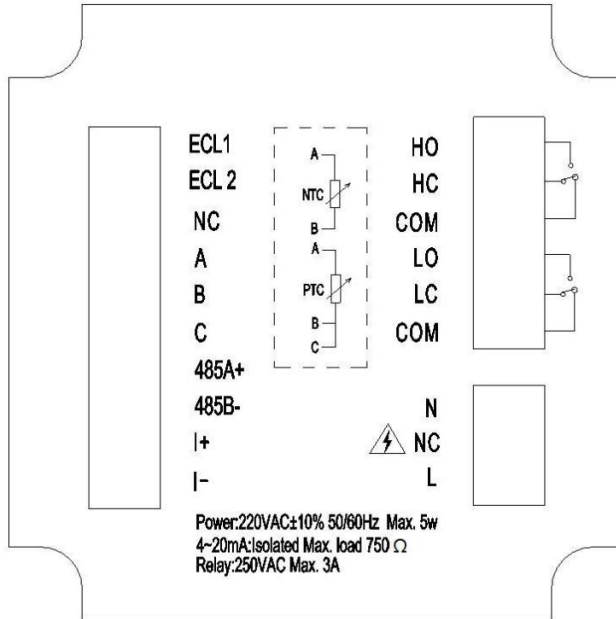 ECL1
ECL 2
NC
A
B
C
485A+
485B-
I+
I-
A
NTC
B
A
PTC
B
C
HO
HC
COM
LO
LC
COM
N
NC
L
Power:220VAC±10% 50/60Hz Max. 5w
4~20mA:Isolated Max. load 750 Ω
Relay:250VAC Max. 3A